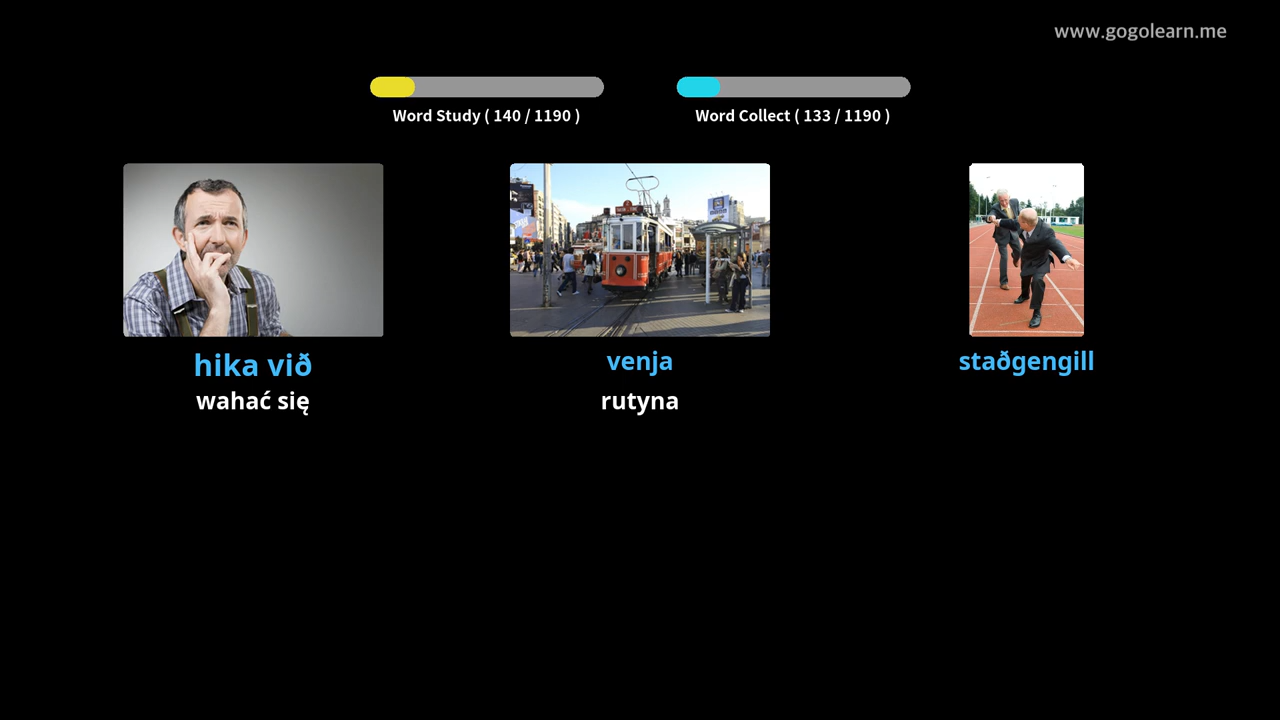 www.gogolearn.me
Word Study ( 140 / 1190 )
Word Collect ( 133 / 1190 )
hika við
venja
staðgengill
wahać się
rutyna